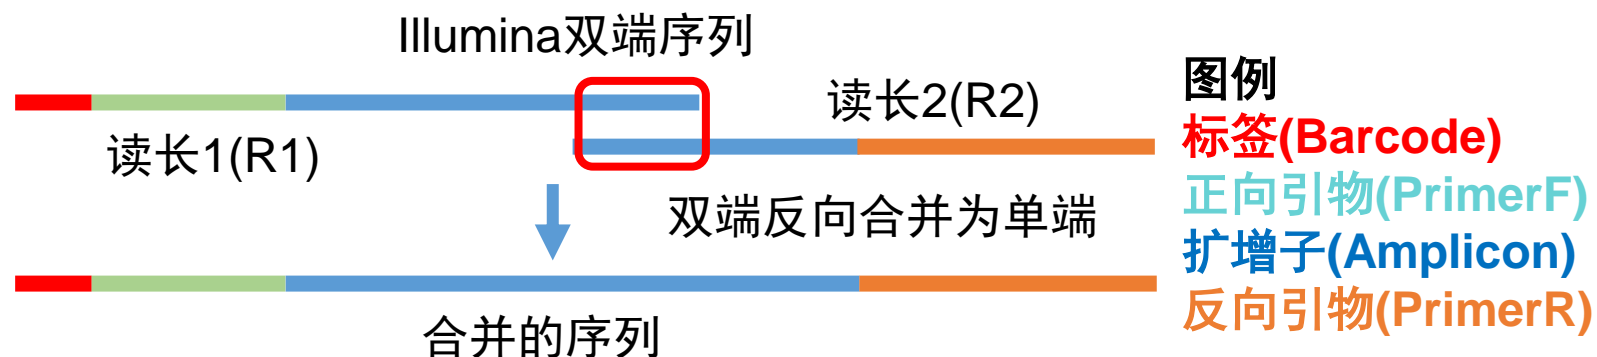 Illumina双端序列
读长2(R2)
读长1(R1)
双端反向合并为单端
合并的序列
图例
标签(Barcode)
正向引物(PrimerF)
扩增子(Amplicon)
反向引物(PrimerR)